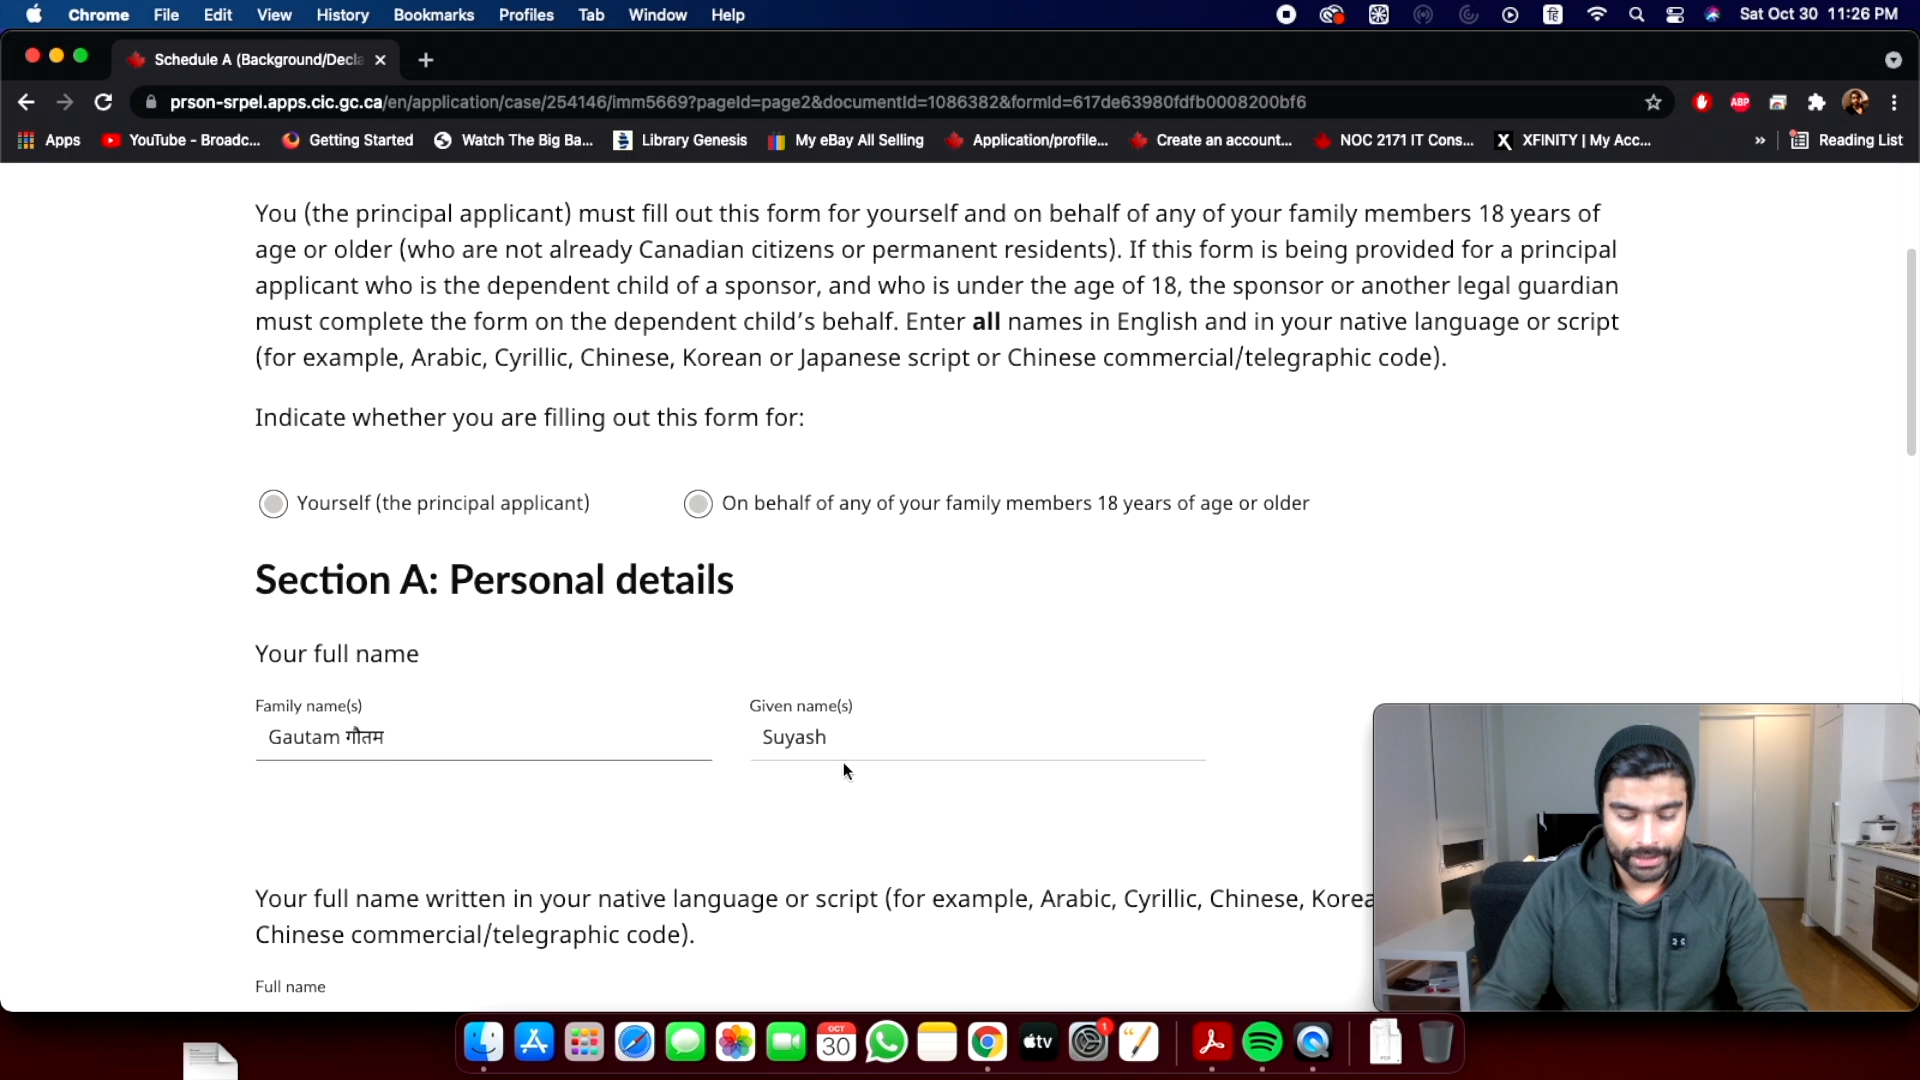 Chrome File Edit View History Bookmarks Profiles Tab Window Help
हि
Sat Oct 30 11:26 PM
Schedule A (Background/Decla
prson-srpel.apps.cic.gc.ca/en/application/case/254146/imm5669?pageId=page2&documentId=1086382&formId=617de63980fdfb0008200bf6
ABP
Apps YouTube - Broadc... Getting Started Watch The Big Ba... Library Genesis My eBay All Selling Application/profile... Create an account... NOC 2171 IT Cons... X XFINITY | My Acc... » Reading List
You (the principal applicant) must fill out this form for yourself and on behalf of any of your family members 18 years of
age or older (who are not already Canadian citizens or permanent residents). If this form is being provided for a principal
applicant who is the dependent child of a sponsor, and who is under the age of 18, the sponsor or another legal guardian
must complete the form on the dependent child's behalf. Enter all names in English and in your native language or script
(for example, Arabic, Cyrillic, Chinese, Korean or Japanese script or Chinese commercial/telegraphic code).
Indicate whether you are filling out this form for:
Yourself (the principal applicant) On behalf of any of your family members 18 years of age or older
Section A: Personal details
Your full name
Family name(s) Given name(s)
Gautam गौतम Suyash
Your full name written in your native language or script (for example, Arabic, Cyrillic, Chinese, Korea
Chinese commercial/telegraphic code).
Full name
OCT
30
tv
1
PDF